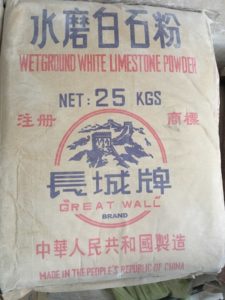 水磨白石粉
WETGROUND WHITE LIMESTONE POWDER
NET: 25 KGS
注册 商標
長城牌
"GREAT WALL"
BRAND
中華人民共和國製造
MADE IN THE PEOPLE'S REPUBLIC OF CHINA